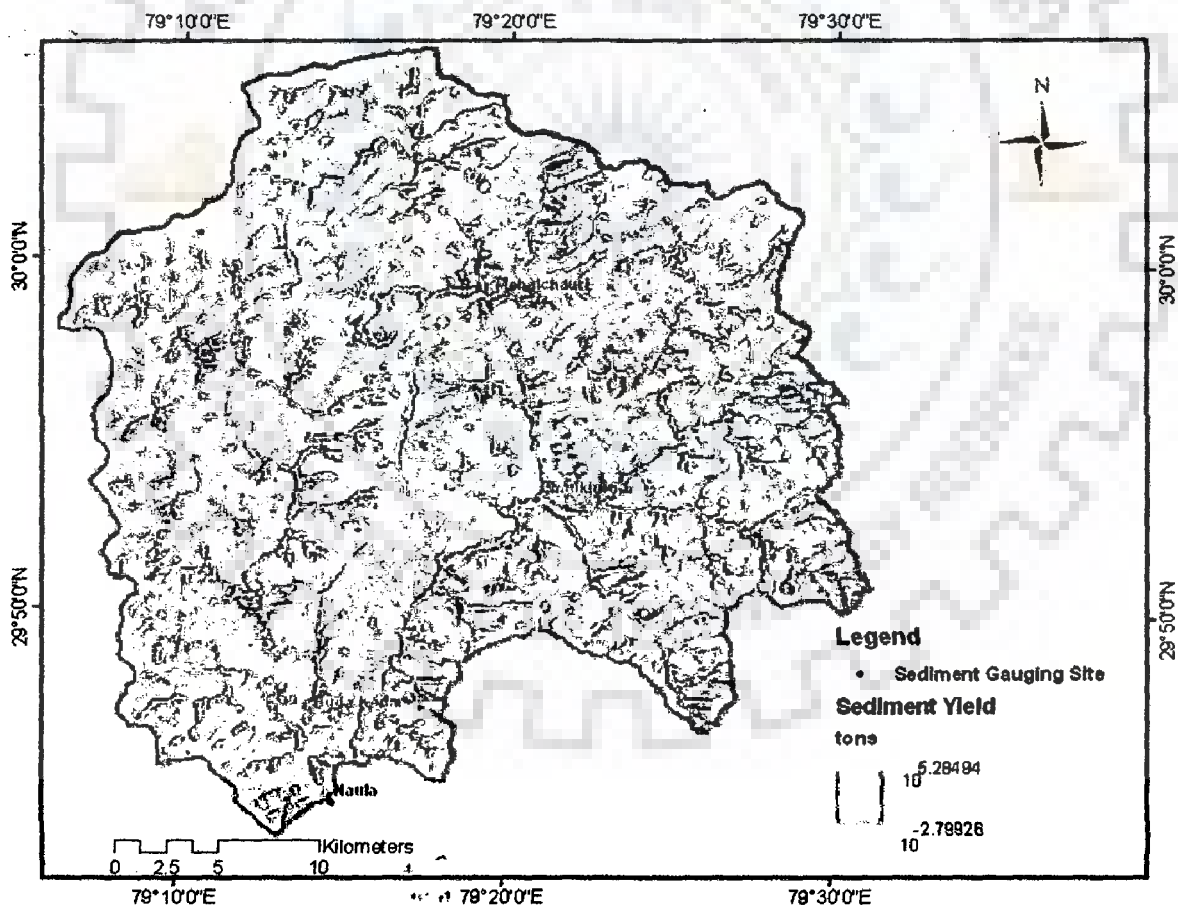 79°10'0"E 79°20'0"E 79°30'0"E
N
30°0'0"N
30°0'0"N
29°50'0"N
29°50'0"N
Naula
Legend
Sediment Gauging Site
Sediment Yield
tons
10^5.28494
10^-2.79926
Kilometers
0 2.5 5 10
79°10'0"E 79°20'0"E 79°30'0"E